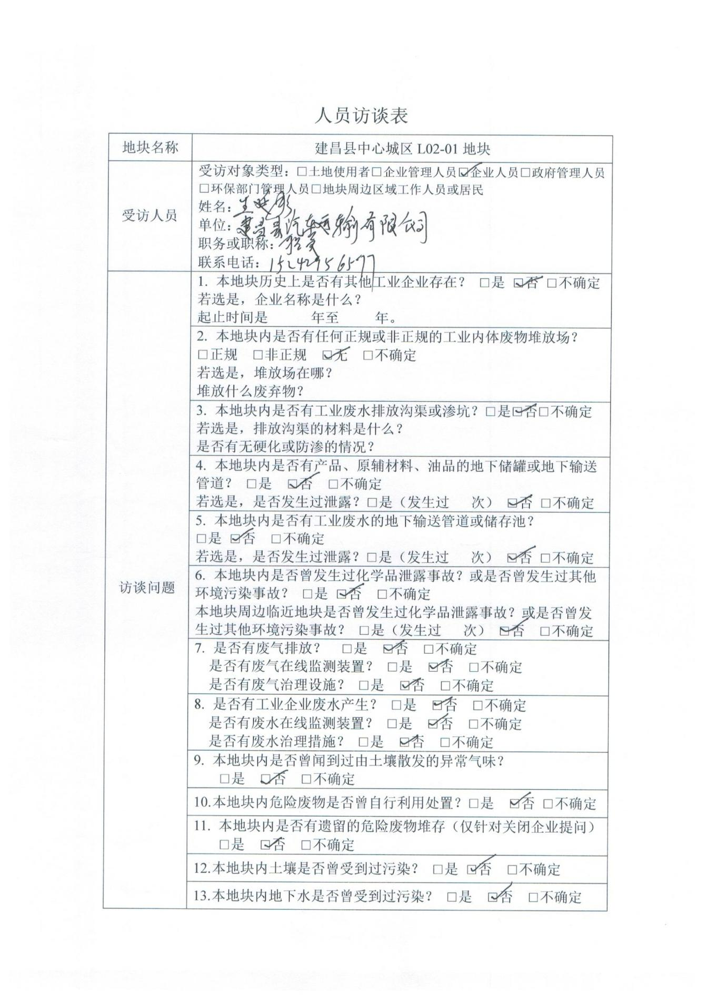 人员访谈表
地块名称
建昌县中心城区 L02-01 地块
受访人员
受访对象类型：□土地使用者□企业管理人员☑企业人员□政府管理人员
□环保部门管理人员□地块周边区域工作人员或居民
姓名：
单位：建昌县汽车运输有限公司
职务或职称：职员
联系电话：15242956577
访谈问题
1. 本地块历史上是否有其他工业企业存在？ □是 ☑否 □不确定
若选是，企业名称是什么？
起止时间是 年至 年。
2. 本地块内是否有任何正规或非正规的工业内体废物堆放场？
□正规 □非正规 ☑无 □不确定
若选是，堆放场在哪？
堆放什么废弃物？
3. 本地块内是否有工业废水排放沟渠或渗坑？□是☑否□不确定
若选是，排放沟渠的材料是什么？
是否有无硬化或防渗的情况？
4. 本地块内是否有产品、原辅材料、油品的地下储罐或地下输送
管道？ □是 ☑否 □不确定
若选是，是否发生过泄露？□是（发生过 次） ☑否 □不确定
5. 本地块内是否有工业废水的地下输送管道或储存池？
□是 ☑否 □不确定
若选是，是否发生过泄露？□是（发生过 次） ☑否 □不确定
6. 本地块内是否曾发生过化学品泄露事故？或是否曾发生过其他
环境污染事故？ □是 ☑否 □不确定
本地块周边临近地块是否曾发生过化学品泄露事故？或是否曾发
生过其他环境污染事故？ □是（发生过 次） ☑否 □不确定
7. 是否有废气排放？ □是 ☑否 □不确定
是否有废气在线监测装置？ □是 ☑否 □不确定
是否有废气治理设施？ □是 ☑否 □不确定
8. 是否有工业企业废水产生？ □是 ☑否 □不确定
是否有废水在线监测装置？ □是 ☑否 □不确定
是否有废水治理措施？ □是 ☑否 □不确定
9. 本地块内是否曾闻到过由土壤散发的异常气味？
□是 ☑否 □不确定
10.本地块内危险废物是否曾自行利用处置？□是 ☑否 □不确定
11. 本地块内是否有遗留的危险废物堆存（仅针对关闭企业提问）
□是 ☑否 □不确定
12.本地块内土壤是否曾受到过污染？ □是 ☑否 □不确定
13.本地块内地下水是否曾受到过污染？ □是 ☑否 □不确定